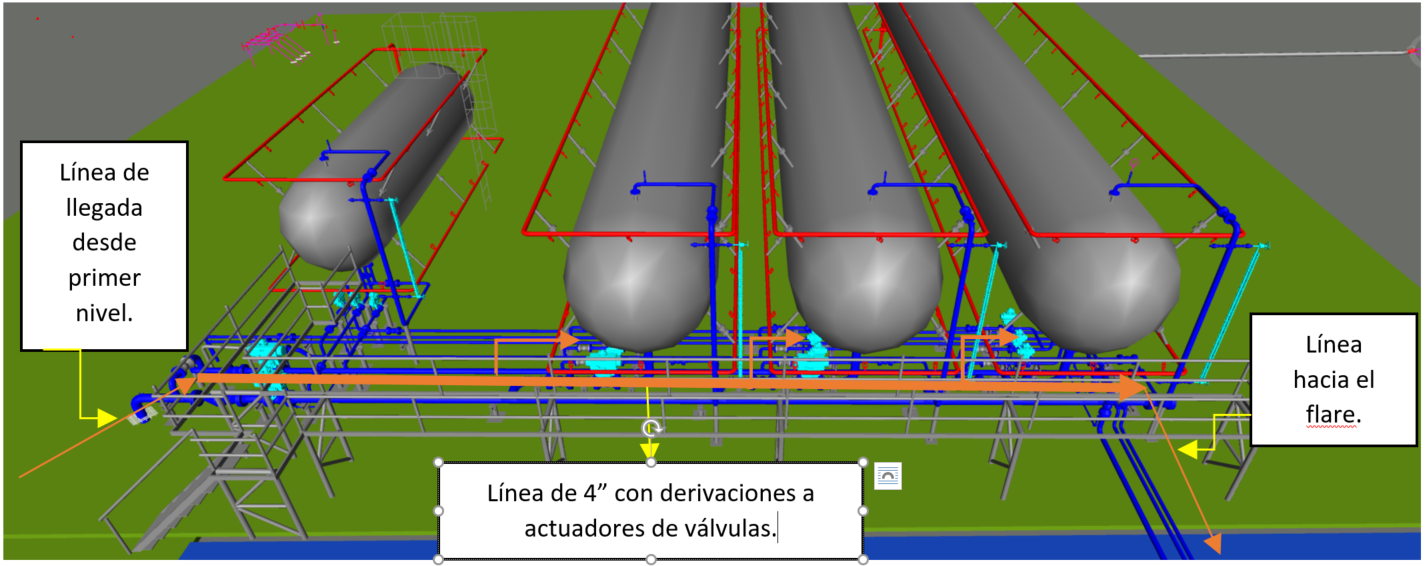 Línea de
llegada
desde
primer
nivel.
Línea de 4” con derivaciones a
actuadores de válvulas.
Línea
hacia el
flare.